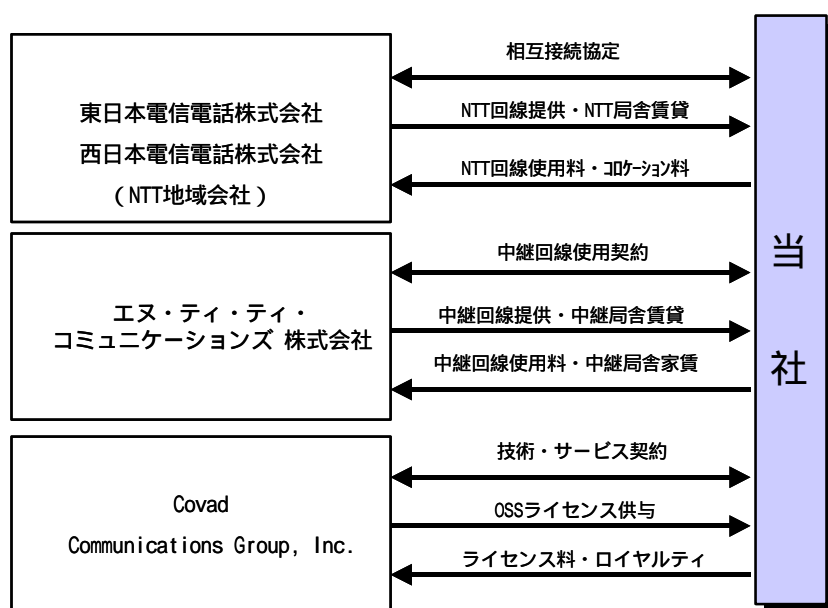 東日本電信電話株式会社
西日本電信電話株式会社
（NTT地域会社）
相互接続協定
NTT回線提供・NTT局舎賃貸
NTT回線使用料・ｺﾛｹｰｼｮﾝ料
エヌ・ティ・ティ・
コミュニケーションズ 株式会社
中継回線使用契約
中継回線提供・中継局舎賃貸
中継回線使用料・中継局舎家賃
Covad
Communications Group, Inc.
技術・サービス契約
OSSライセンス供与
ライセンス料・ロイヤルティ
当
社